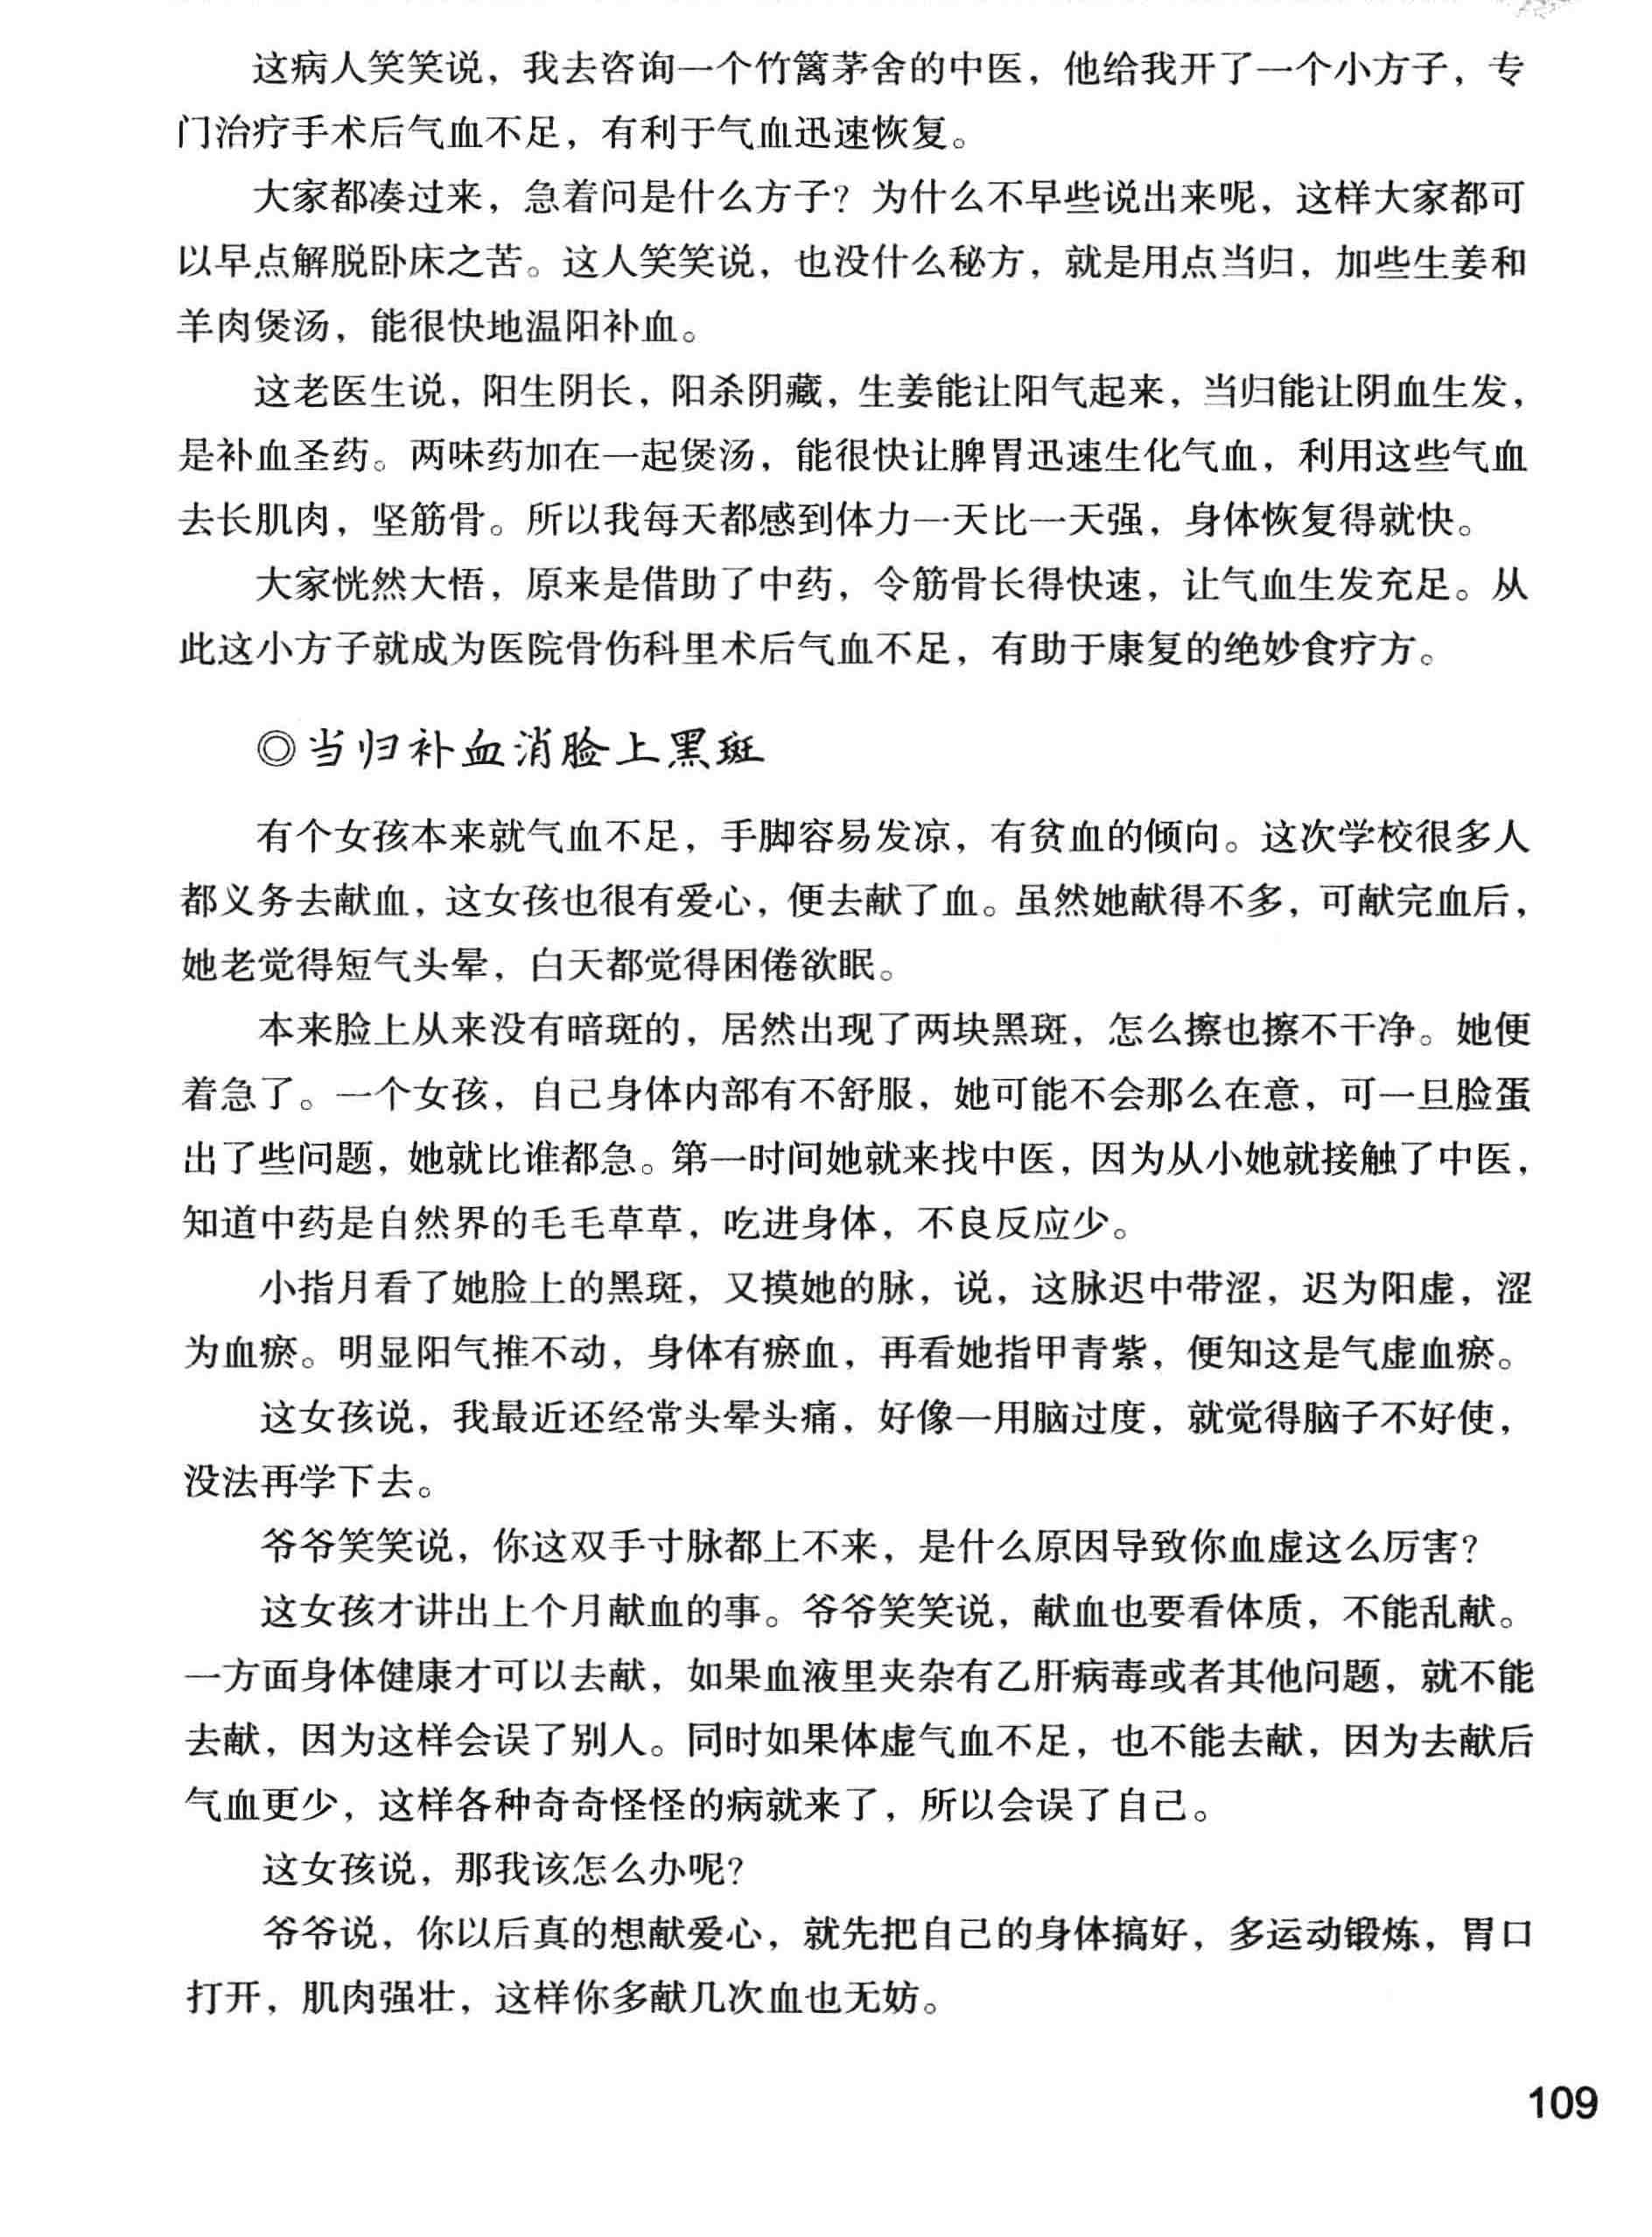 这病人笑笑说，我去咨询一个竹篱茅舍的中医，他给我开了一个小方子，专
门治疗手术后气血不足，有利于气血迅速恢复。
大家都凑过来，急着问是什么方子？为什么不早些说出来呢，这样大家都可
以早点解脱卧床之苦。这人笑笑说，也没什么秘方，就是用点当归，加些生姜和
羊肉煲汤，能很快地温阳补血。
这老医生说，阳生阴长，阳杀阴藏，生姜能让阳气起来，当归能让阴血生发，
是补血圣药。两味药加在一起煲汤，能很快让脾胃迅速生化气血，利用这些气血
去长肌肉，坚筋骨。所以我每天都感到体力一天比一天强，身体恢复得就快。
大家恍然大悟，原来是借助了中药，令筋骨长得快速，让气血生发充足。从
此这小方子就成为医院骨伤科里术后气血不足，有助于康复的绝妙食疗方。
◎当归补血消脸上黑斑
有个女孩本来就气血不足，手脚容易发凉，有贫血的倾向。这次学校很多人
都义务去献血，这女孩也很有爱心，便去献了血。虽然她献得不多，可献完血后，
她老觉得短气头晕，白天都觉得困倦欲眠。
本来脸上从来没有暗斑的，居然出现了两块黑斑，怎么擦也擦不干净。她便
着急了。一个女孩，自己身体内部有不舒服，她可能不会那么在意，可一旦脸蛋
出了些问题，她就比谁都急。第一时间她就来找中医，因为从小她就接触了中医，
知道中药是自然界的毛毛草草，吃进身体，不良反应少。
小指月看了她脸上的黑斑，又摸她的脉，说，这脉迟中带涩，迟为阳虚，涩
为血瘀。明显阳气推不动，身体有瘀血，再看她指甲青紫，便知这是气虚血瘀。
这女孩说，我最近还经常头晕头痛，好像一用脑过度，就觉得脑子不好使，
没法再学下去。
爷爷笑笑说，你这双手寸脉都上不来，是什么原因导致你血虚这么厉害？
这女孩才讲出上个月献血的事。爷爷笑笑说，献血也要看体质，不能乱献。
一方面身体健康才可以去献，如果血液里夹杂有乙肝病毒或者其他问题，就不能
去献，因为这样会误了别人。同时如果体虚气血不足，也不能去献，因为去献后
气血更少，这样各种奇奇怪怪的病就来了，所以会误了自己。
这女孩说，那我该怎么办呢？
爷爷说，你以后真的想献爱心，就先把自己的身体搞好，多运动锻炼，胃口
打开，肌肉强壮，这样你多献几次血也无妨。
109